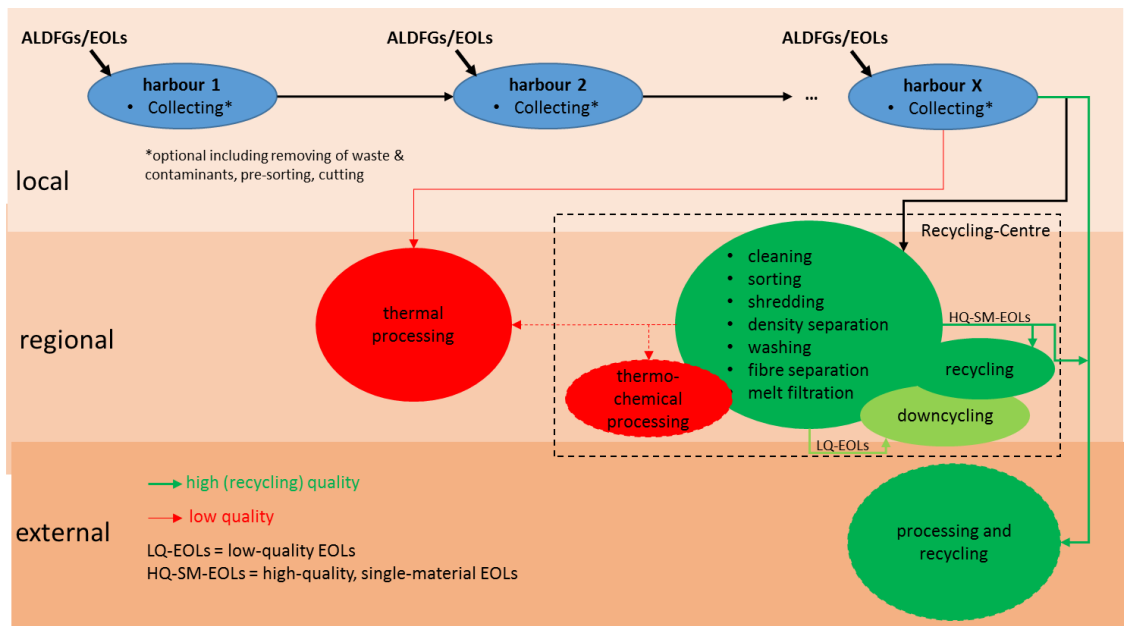 ALDFGs/EOLs
ALDFGs/EOLs
ALDFGs/EOLs
harbour 1
• Collecting*
harbour 2
• Collecting*
...
harbour X
• Collecting*
*optional including removing of waste &
contaminants, pre-sorting, cutting
local
Recycling-Centre
• cleaning
• sorting
• shredding
• density separation
• washing
• fibre separation
• melt filtration
thermal
processing
regional
HQ-SM-EOLs
recycling
thermo-
chemical
processing
downcycling
LQ-EOLs
high (recycling) quality
low quality
external
LQ-EOLs = low-quality EOLs
HQ-SM-EOLs = high-quality, single-material EOLs
processing and
recycling